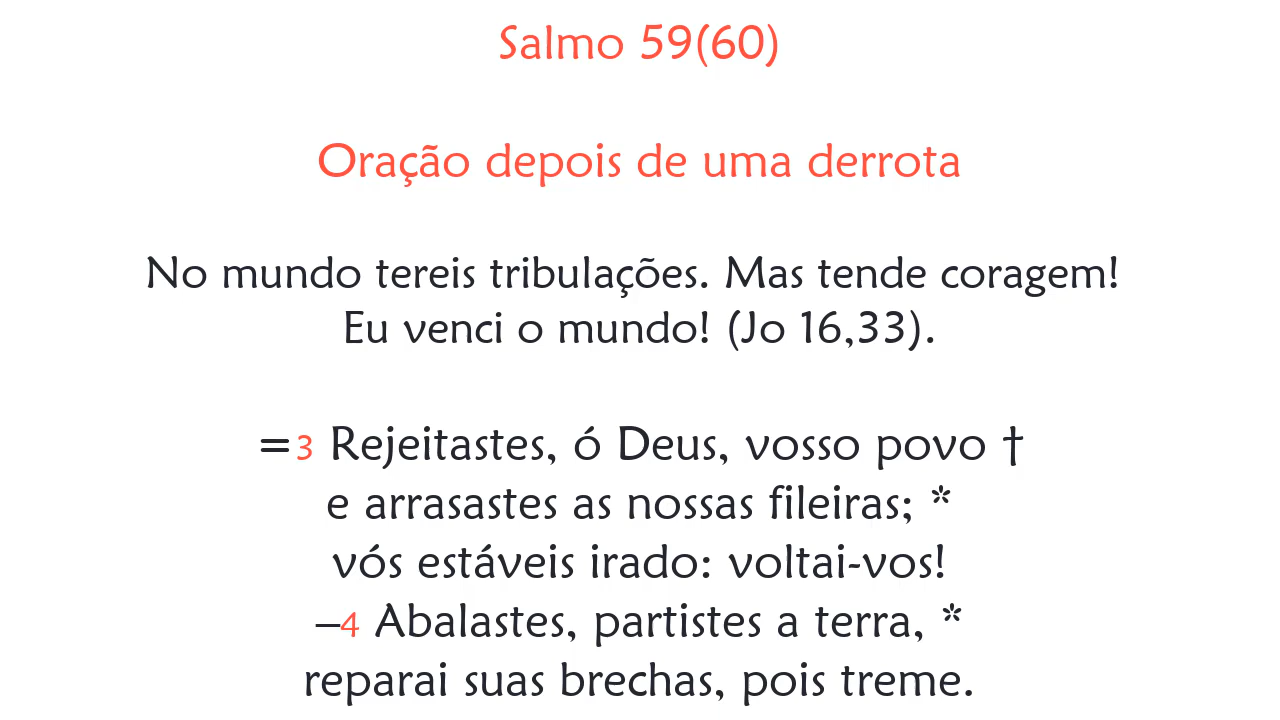 Salmo 59(60)
Oração depois de uma derrota
No mundo tereis tribulações. Mas tende coragem!
Eu venci o mundo! (Jo 16,33).
=3 Rejeitastes, ó Deus, vosso povo †
e arrasastes as nossas fileiras; *
vós estáveis irado: voltai-vos!
–4 Abalastes, partistes a terra, *
reparai suas brechas, pois treme.